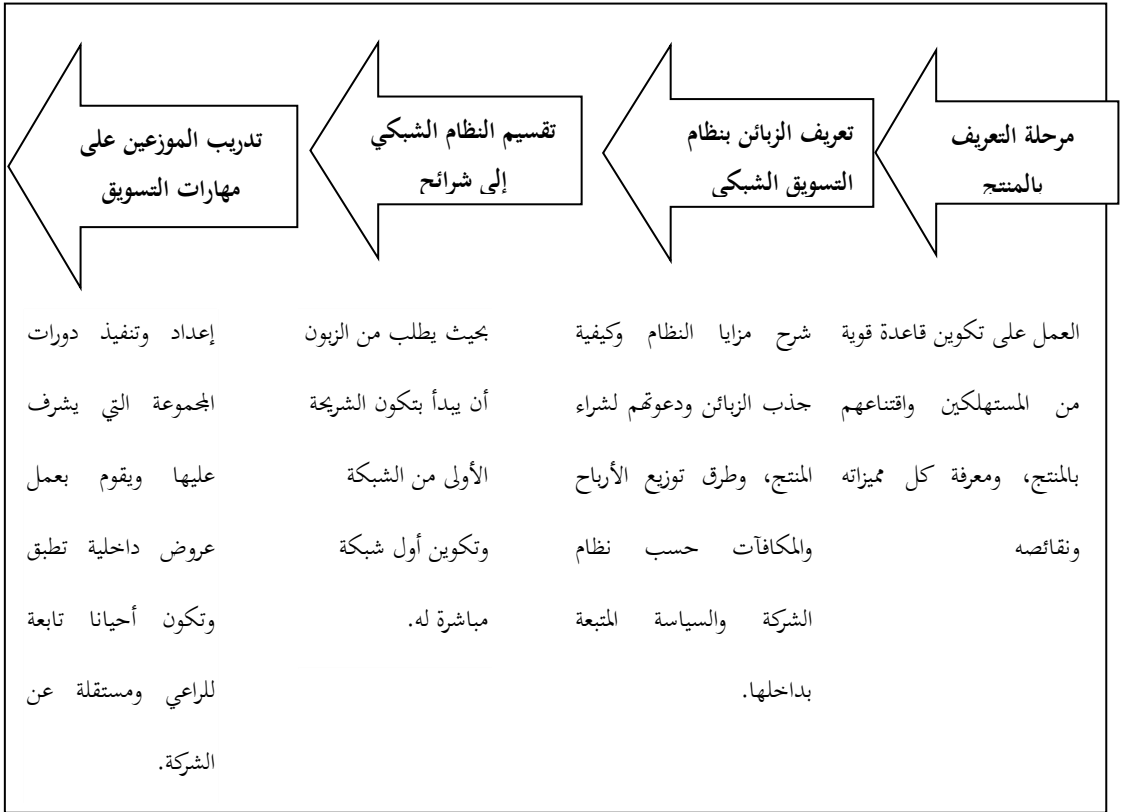 مرحلة التعريف
بالمنتج
تعريف الزبائن بنظام
التسويق الشبكي
تقسيم النظام الشبكي
إلى شرائح
تدريب الموزعين على
مهارات التسويق
العمل على تكوين قاعدة قوية
من المستهلكين واقتناعهم
بالمنتج، ومعرفة كل مميزاته
ونقائصه
شرح مزايا النظام وكيفية
جذب الزبائن ودعوتهم لشراء
المنتج، وطرق توزيع الأرباح
والمكافآت حسب نظام
الشركة والسياسة المتبعة
بداخلها.
بحيث يطلب من الزبون
أن يبدأ بتكون الشريحة
الأولى من الشبكة
وتكوين أول شبكة
مباشرة له.
إعداد وتنفيذ دورات
المجموعة التي يشرف
عليها ويقوم بعمل
عروض داخلية تطبق
وتكون أحيانا تابعة
للراعي ومستقلة عن
الشركة.